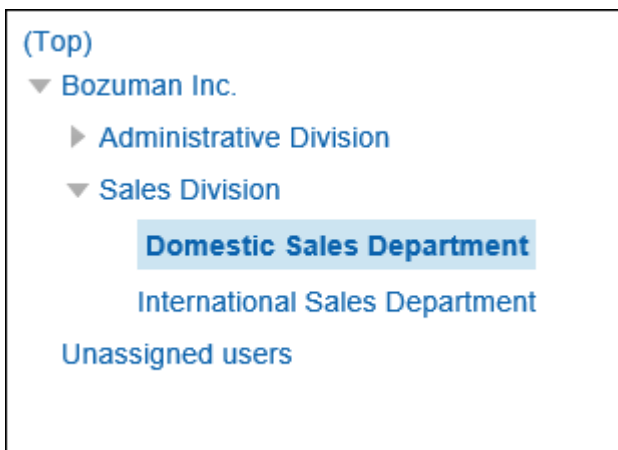 (Top)
Bozuman Inc.
Administrative Division
Sales Division
Domestic Sales Department
International Sales Department
Unassigned users